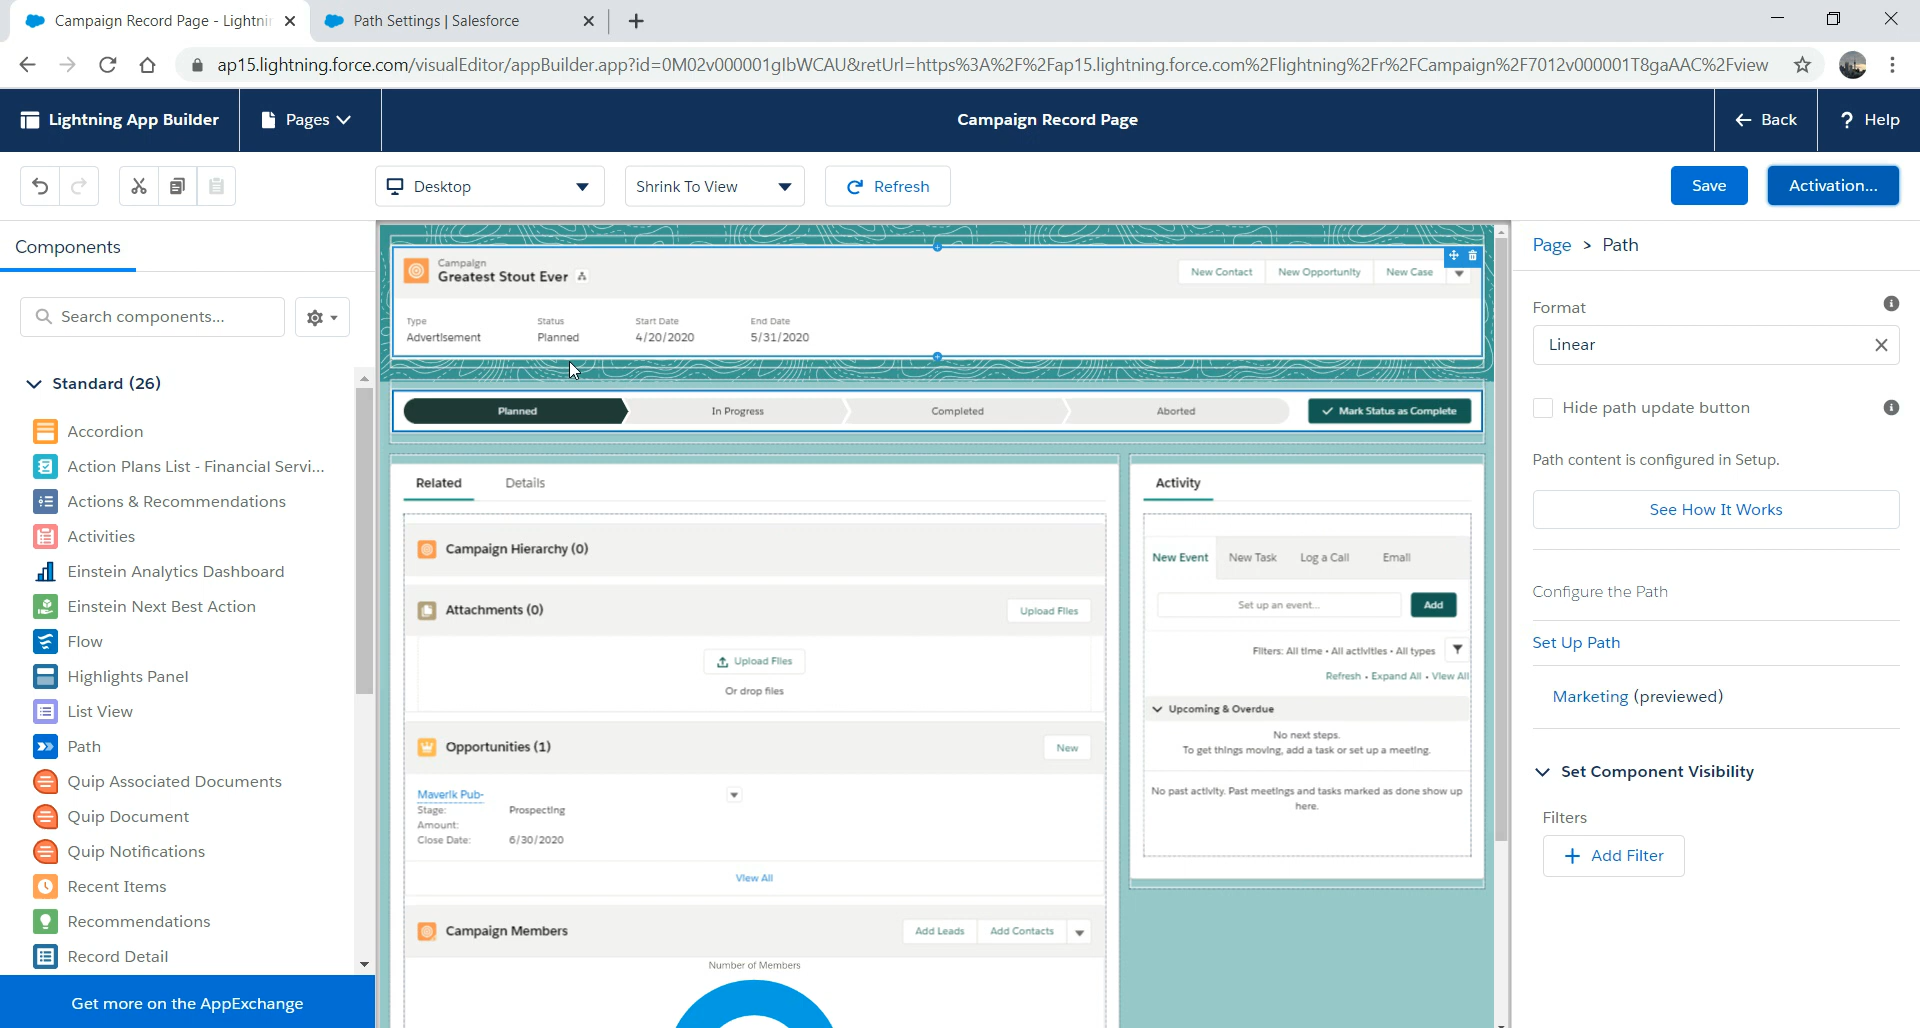 Campaign Record Page - Lightni
Path Settings | Salesforce
ap15.lightning.force.com/visualEditor/appBuilder.app?id=0M02v000001glbWCAU&retUrl=https%3A%2F%2Fap15.lightning.force.com%2Flightning%2Fr%2FCampaign%2F7012v000001T8gaAAC%2Fview
Lightning App Builder
Pages
Campaign Record Page
Back
? Help
Desktop
Shrink To View
Refresh
Save
Activation...
Components
Search components...
Standard (26)
Accordion
Action Plans List - Financial Servi...
Actions & Recommendations
Activities
Einstein Analytics Dashboard
Einstein Next Best Action
Flow
Highlights Panel
List View
Path
Quip Associated Documents
Quip Document
Quip Notifications
Recent Items
Recommendations
Record Detail
Get more on the AppExchange
Campaign
Greatest Stout Ever
New Contact
New Opportunity
New Case
Type
Status
Start Date
End Date
Advertisement
Planned
4/20/2020
5/31/2020
Planned
In Progress
Completed
Aborted
Mark Status as Complete
Related
Details
Campaign Hierarchy (0)
Attachments (0)
Upload Files
Upload Files
Or drop files
Opportunities (1)
New
Maverik Pub-
Stage:
Prospecting
Amount:
Close Date:
6/30/2020
View All
Campaign Members
Add Leads
Add Contacts
Number of Members
Activity
New Event
New Task
Log a Call
Email
Set up an event...
Add
Filters: All time • All activities • All types
Refresh • Expand All • View All
Upcoming & Overdue
No next steps.
To get things moving, add a task or set up a meeting.
No past activity. Past meetings and tasks marked as done show up
here.
Page > Path
Format
Linear
Hide path update button
Path content is configured in Setup.
See How It Works
Configure the Path
Set Up Path
Marketing (previewed)
Set Component Visibility
Filters
+ Add Filter